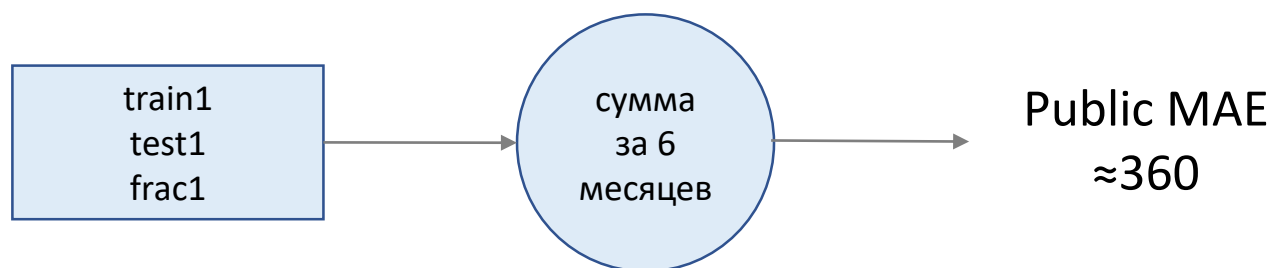 train1
test1
frac1
сумма
за 6
месяцев
Public MAE
≈360